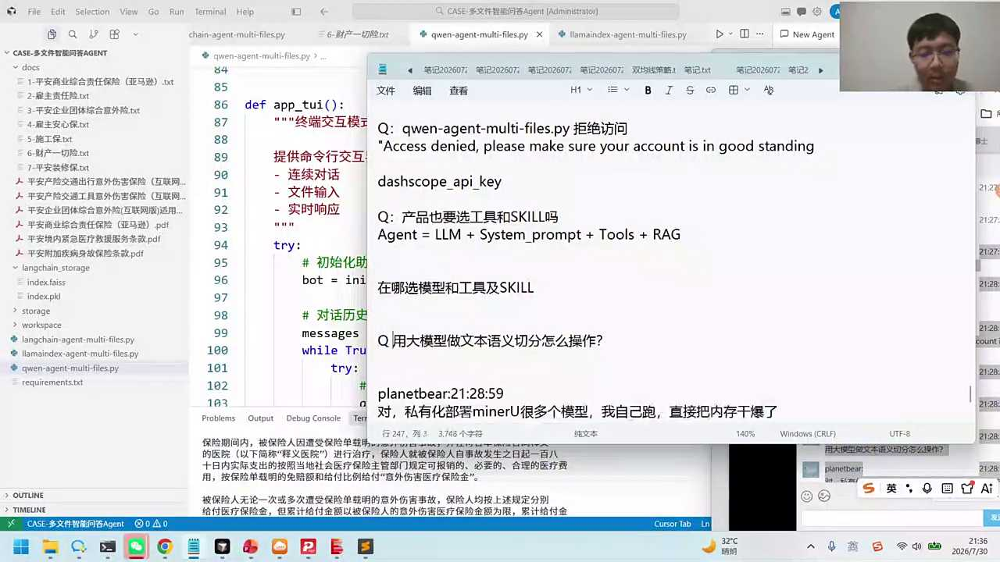 File Edit Selection View Go Run Terminal Help
CASE-多文件智能问答Agent [Administrator]
chain-agent-multi-files.py
6-财产一切险.txt
qwen-agent-multi-files.py
llamaindex-agent-multi-files.py
New Agent
CASE-多文件智能问答AGENT
docs
1-平安商业综合责任保险（亚马逊）.txt
2-雇主责任险.txt
3-平安企业团体综合意外险.txt
4-雇主安心保.txt
5-施工保.txt
6-财产一切险.txt
7-平安装修保.txt
平安产险交通出行意外伤害保险（互联网...
平安产险交通工具意外伤害保险（互联网...
平安企业团体综合意外险(互联网版)适用...
平安商业综合责任保险（亚马逊）.pdf
平安境内紧急医疗救援服务条款.pdf
平安附加疾病身故保险条款.pdf
langchain_storage
index.faiss
index.pkl
storage
workspace
langchain-agent-multi-files.py
llamaindex-agent-multi-files.py
qwen-agent-multi-files.py
requirements.txt
OUTLINE
TIMELINE
qwen-agent-multi-files.py > ...
84
85
86 def app_tui():
87 """终端交互模式
88
89 提供命令行交互
90 - 连续对话
91 - 文件输入
92 - 实时响应
93 """
94 try:
95 # 初始化助
96 bot = ini
97
98 # 对话历史
99 messages
100 while Tru
101 try:
102 #
103 q
Problems Output Debug Console Ter
保险期间内，被保险人因遭受保险单载明的
的医院（以下简称“释义医院”）进行治疗，保险人就被保险人自事故发生之日起一百八
十日内实际支出的按照当地社会医疗保险主管部门规定可报销的、必要的、合理的医疗费
用，按保险单载明的免赔额和给付比例给付“意外伤害医疗保险金”。
被保险人无论一次或多次遭受保险单载明的意外伤害事故，保险人均按上述规定分别
给付医疗保险金，但累计给付金额以被保险人的意外伤害医疗保险金额为限，累计给付金
笔记2026072 笔记2026072 笔记2026072 笔记2026072 双均线策略.t 笔记.txt 笔记2026072 笔记2
文件 编辑 查看
H1 B I S
Q：qwen-agent-multi-files.py 拒绝访问
"Access denied, please make sure your account is in good standing
dashscope_api_key
Q：产品也要选工具和SKILL吗
Agent = LLM + System_prompt + Tools + RAG
在哪选模型和工具及SKILL
Q 用大模型做文本语义切分怎么操作？
planetbear:21:28:59
对，私有化部署minerU很多个模型，我自己跑，直接把内存干爆了
行 247，列 3 3,746 个字符 纯文本 140% Windows (CRLF) UTF-8
用大模型做文本语义切分怎么操作？
planetbear:
英
CASE-多文件智能问答Agent 0 0 Cursor Tab Ln
32°C
晴朗
21:36
2026/7/30